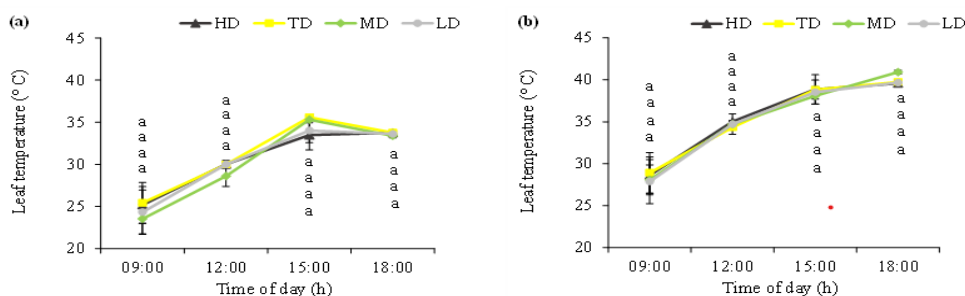 (a)
HD TD MD LD
Leaf temperature (° C)
45
40
35
30
25
20
a a a a
a a a a
a a a a
a a a a
09:00 12:00 15:00 18:00
Time of day (h)
(b)
HD TD MD LD
Leaf temperature (° C)
45
40
35
30
25
20
a a a a
a a a a
a a a a
a a a a
09:00 12:00 15:00 18:00
Time of day (h)